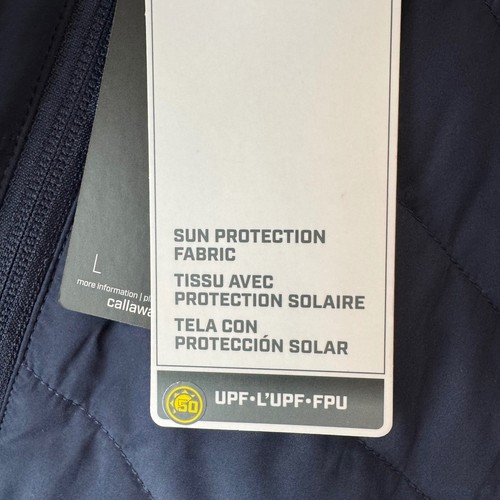 SUN PROTECTION
FABRIC
TISSU AVEC
PROTECTION SOLAIRE
TELA CON
PROTECCIÓN SOLAR
50
UPF•L'UPF•FPU
L
more information |
callawa